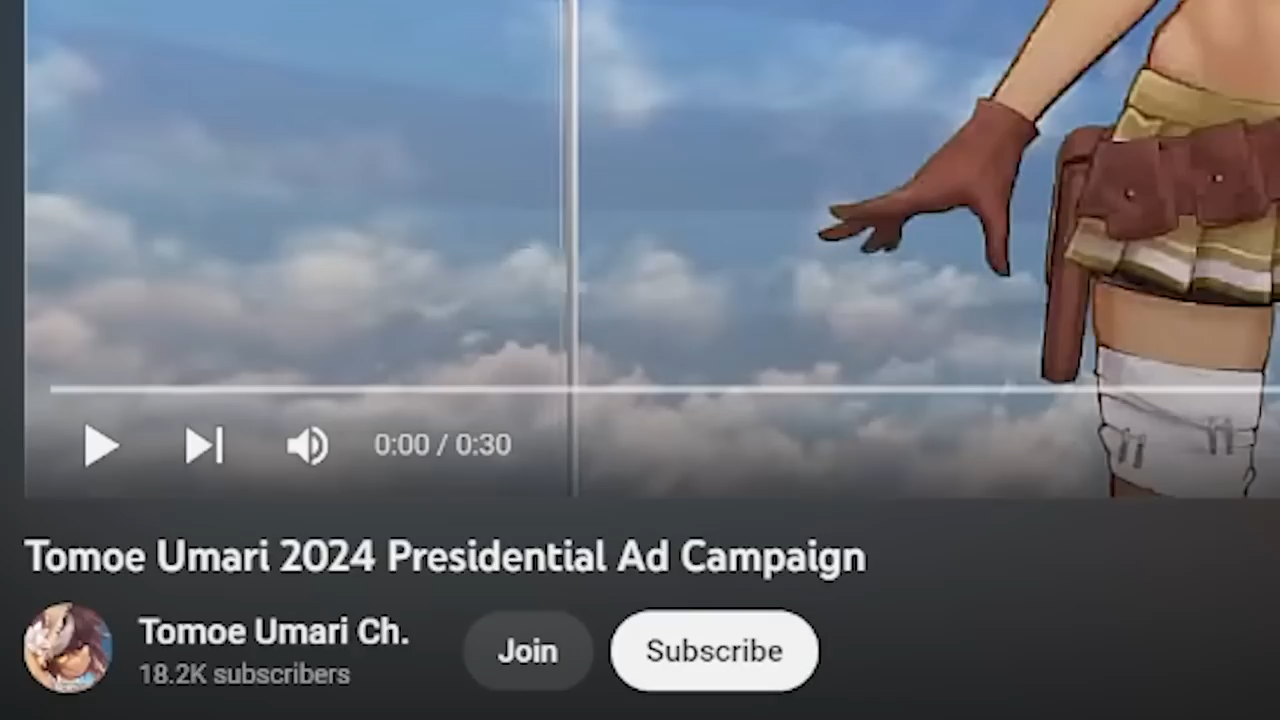 0:00 / 0:30
Tomoe Umari 2024 Presidential Ad Campaign
Tomoe Umari Ch.
18.2K subscribers
Join
Subscribe